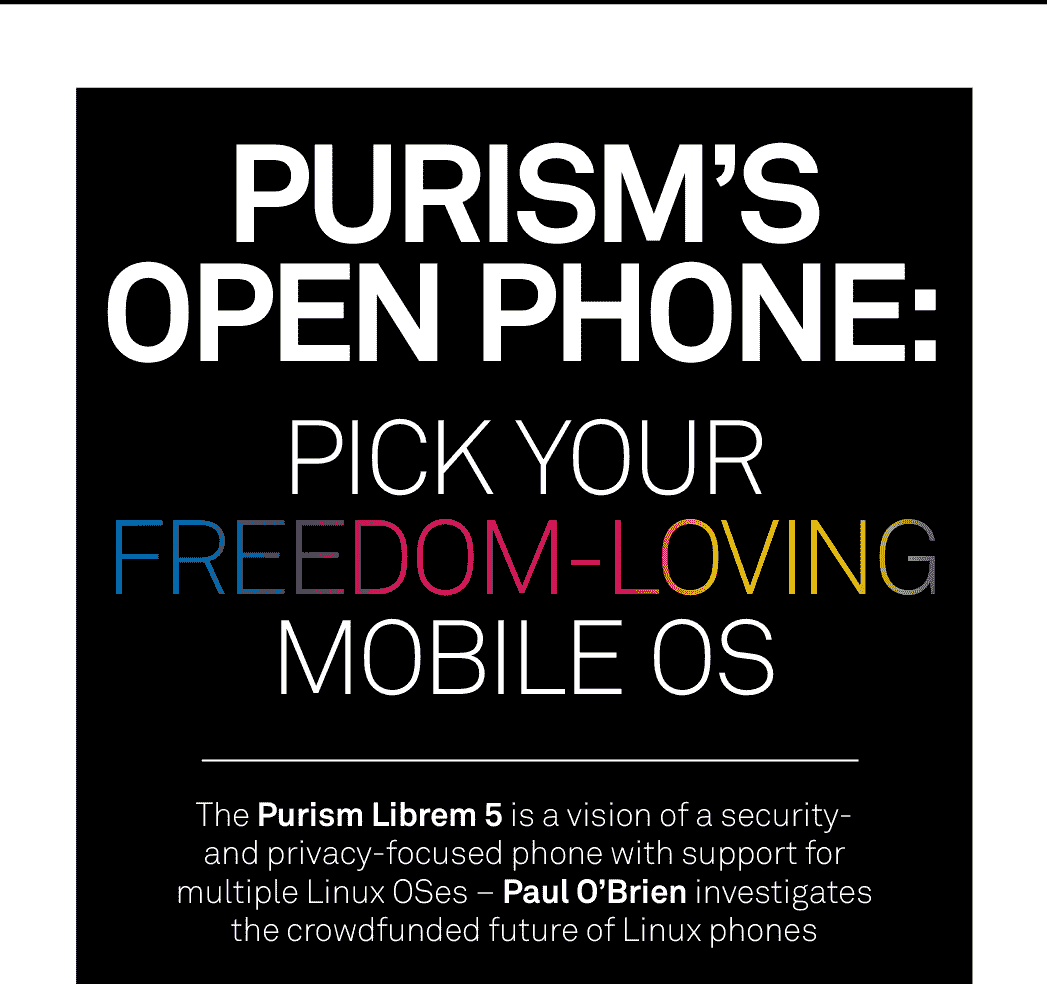 PURISM’S
OPEN PHONE:
PICK YOUR
FREEDOM-LOVING
MOBILE OS
The Purism Librem 5 is a vision of a security-
and privacy-focused phone with support for
multiple Linux OSes – Paul O’Brien investigates
the crowdfunded future of Linux phones